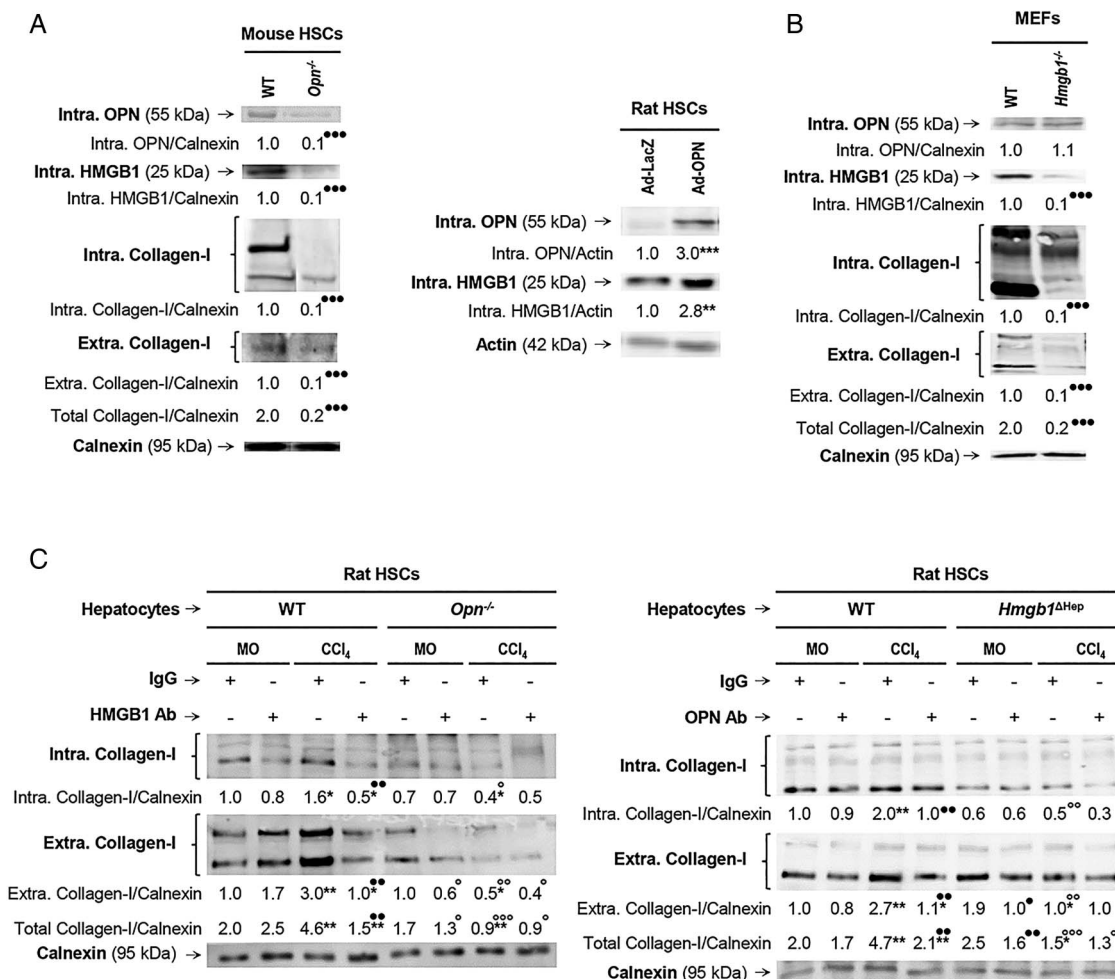 A
Mouse HSCs
WT Opn-/-
Intra. OPN (55 kDa) →
Intra. OPN/Calnexin 1.0 0.1●●●
Intra. HMGB1 (25 kDa) →
Intra. HMGB1/Calnexin 1.0 0.1●●●
Intra. Collagen-I
Intra. Collagen-I/Calnexin 1.0 0.1●●●
Extra. Collagen-I
Extra. Collagen-I/Calnexin 1.0 0.1●●●
Total Collagen-I/Calnexin 2.0 0.2●●●
Calnexin (95 kDa) →
Rat HSCs
Ad-LacZ Ad-OPN
Intra. OPN (55 kDa) →
Intra. OPN/Actin 1.0 3.0***
Intra. HMGB1 (25 kDa) →
Intra. HMGB1/Actin 1.0 2.8**
Actin (42 kDa) →
B
MEFs
WT Hmgb1-/-
Intra. OPN (55 kDa) →
Intra. OPN/Calnexin 1.0 1.1
Intra. HMGB1 (25 kDa) →
Intra. HMGB1/Calnexin 1.0 0.1●●●
Intra. Collagen-I
Intra. Collagen-I/Calnexin 1.0 0.1●●●
Extra. Collagen-I
Extra. Collagen-I/Calnexin 1.0 0.1●●●
Total Collagen-I/Calnexin 2.0 0.2●●●
Calnexin (95 kDa) →
C
Rat HSCs
Hepatocytes → WT Opn-/-
MO CCl4 MO CCl4
IgG → + - + - + - + -
HMGB1 Ab → - + - + - + - +
Intra. Collagen-I
Intra. Collagen-I/Calnexin 1.0 0.8 1.6* 0.5*●● 0.7 0.7 0.4*° 0.5
Extra. Collagen-I
Extra. Collagen-I/Calnexin 1.0 1.7 3.0** 1.0*●● 1.0 0.6° 0.5*°° 0.4°
Total Collagen-I/Calnexin 2.0 2.5 4.6** 1.5**●● 1.7 1.3° 0.9**°°° 0.9°
Calnexin (95 kDa) →
Rat HSCs
Hepatocytes → WT Hmgb1ΔHep
MO CCl4 MO CCl4
IgG → + - + - + - + -
OPN Ab → - + - + - + - +
Intra. Collagen-I
Intra. Collagen-I/Calnexin 1.0 0.9 2.0** 1.0●● 0.6 0.6 0.5°° 0.3
Extra. Collagen-I
Extra. Collagen-I/Calnexin 1.0 0.8 2.7** 1.1*●● 1.9 1.0● 1.0*°° 1.0
Total Collagen-I/Calnexin 2.0 1.7 4.7** 2.1**●● 2.5 1.6●● 1.5*°°° 1.3
Calnexin (95 kDa) →